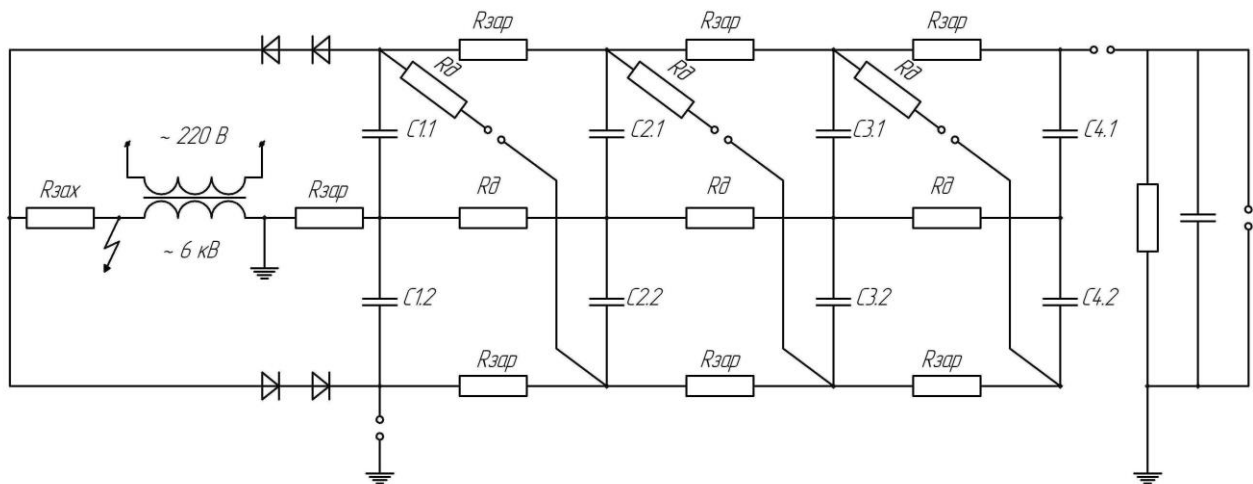 Rзар
Rзар
Rзар
Rд
Rд
Rд
~ 220 В
C1.1
C2.1
C3.1
C4.1
Rзах
Rзар
Rд
Rд
Rд
~ 6 кВ
C1.2
C2.2
C3.2
C4.2
Rзар
Rзар
Rзар